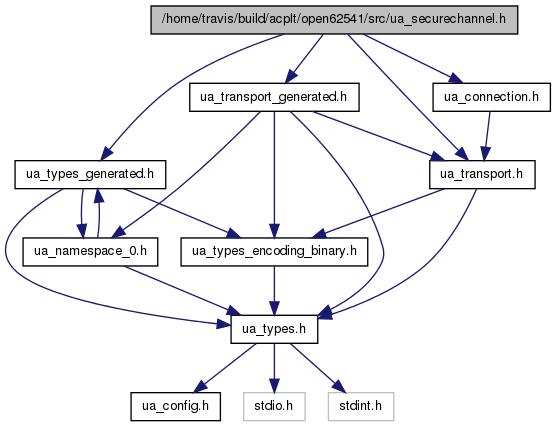 /home/travis/build/acplt/open62541/src/ua_securechannel.h
ua_transport_generated.h
ua_connection.h
ua_types_generated.h
ua_transport.h
ua_namespace_0.h
ua_types_encoding_binary.h
ua_types.h
ua_config.h
stdio.h
stdint.h